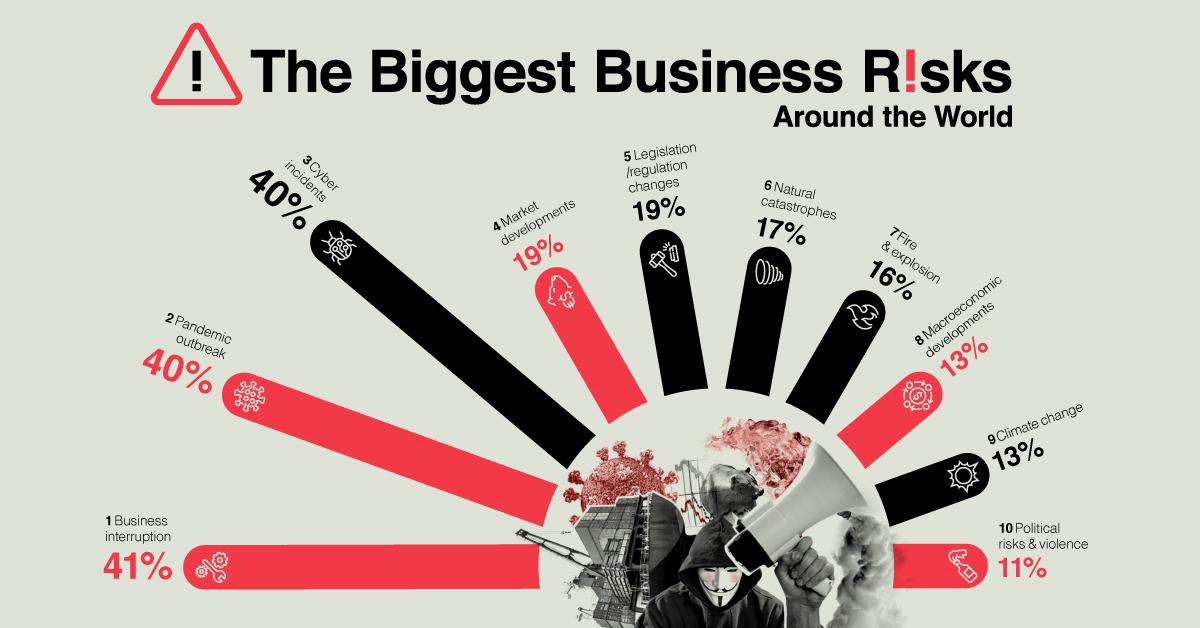 !
The Biggest Business R!sks
Around the World
1 Business
interruption
41%
2 Pandemic
outbreak
40%
3 Cyber
incidents
40%
4 Market
developments
19%
5 Legislation
/regulation
changes
19%
6 Natural
catastrophes
17%
7 Fire
& explosion
16%
8 Macroeconomic
developments
13%
9 Climate change
13%
10 Political
risks & violence
11%